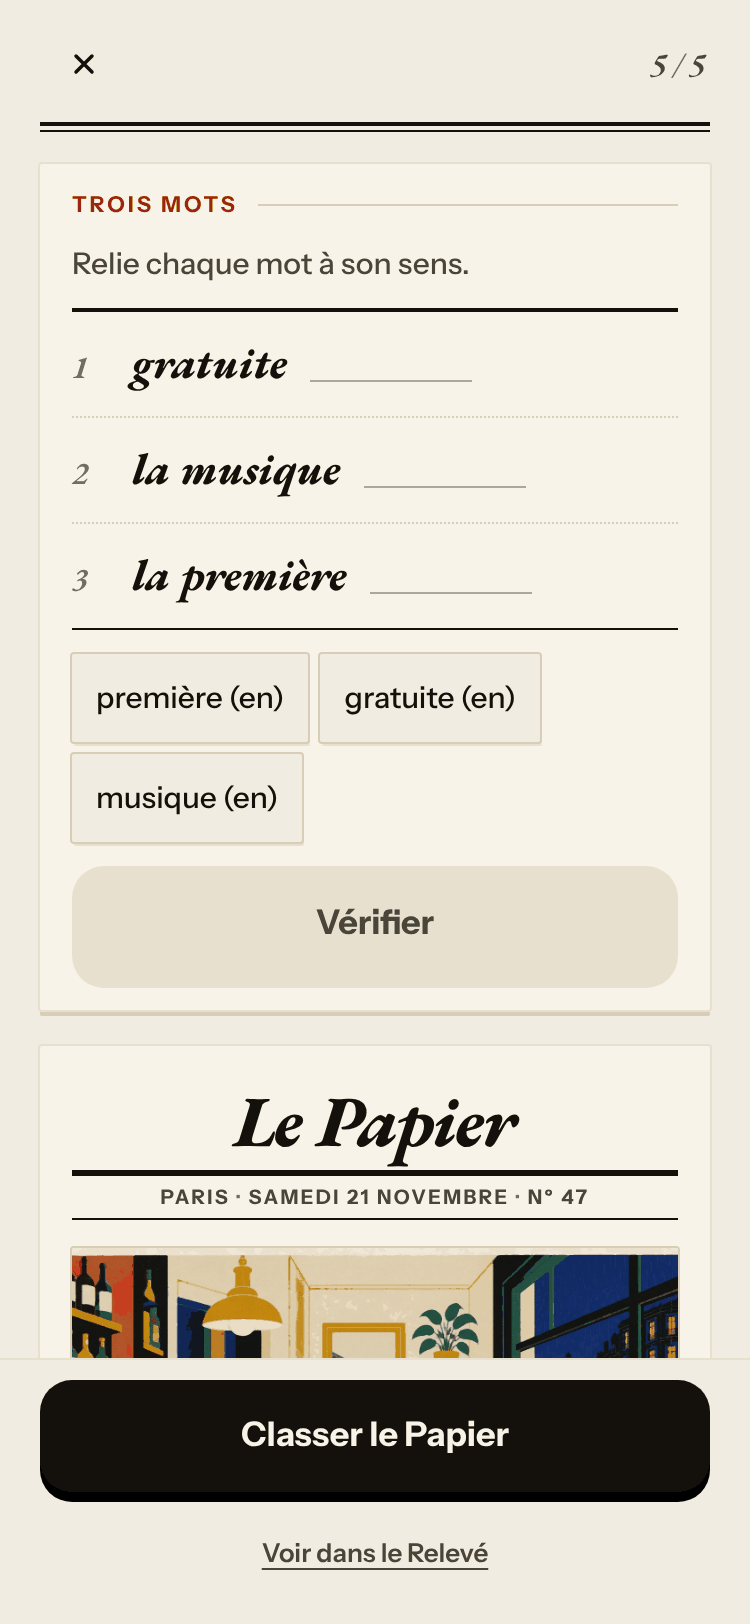 ×
5/5
TROIS MOTS
Relie chaque mot à son sens.
1 gratuite
2 la musique
3 la première
première (en) gratuite (en)
musique (en)
Vérifier
Le Papier
PARIS · SAMEDI 21 NOVEMBRE · N° 47
Classer le Papier
Voir dans le Relevé